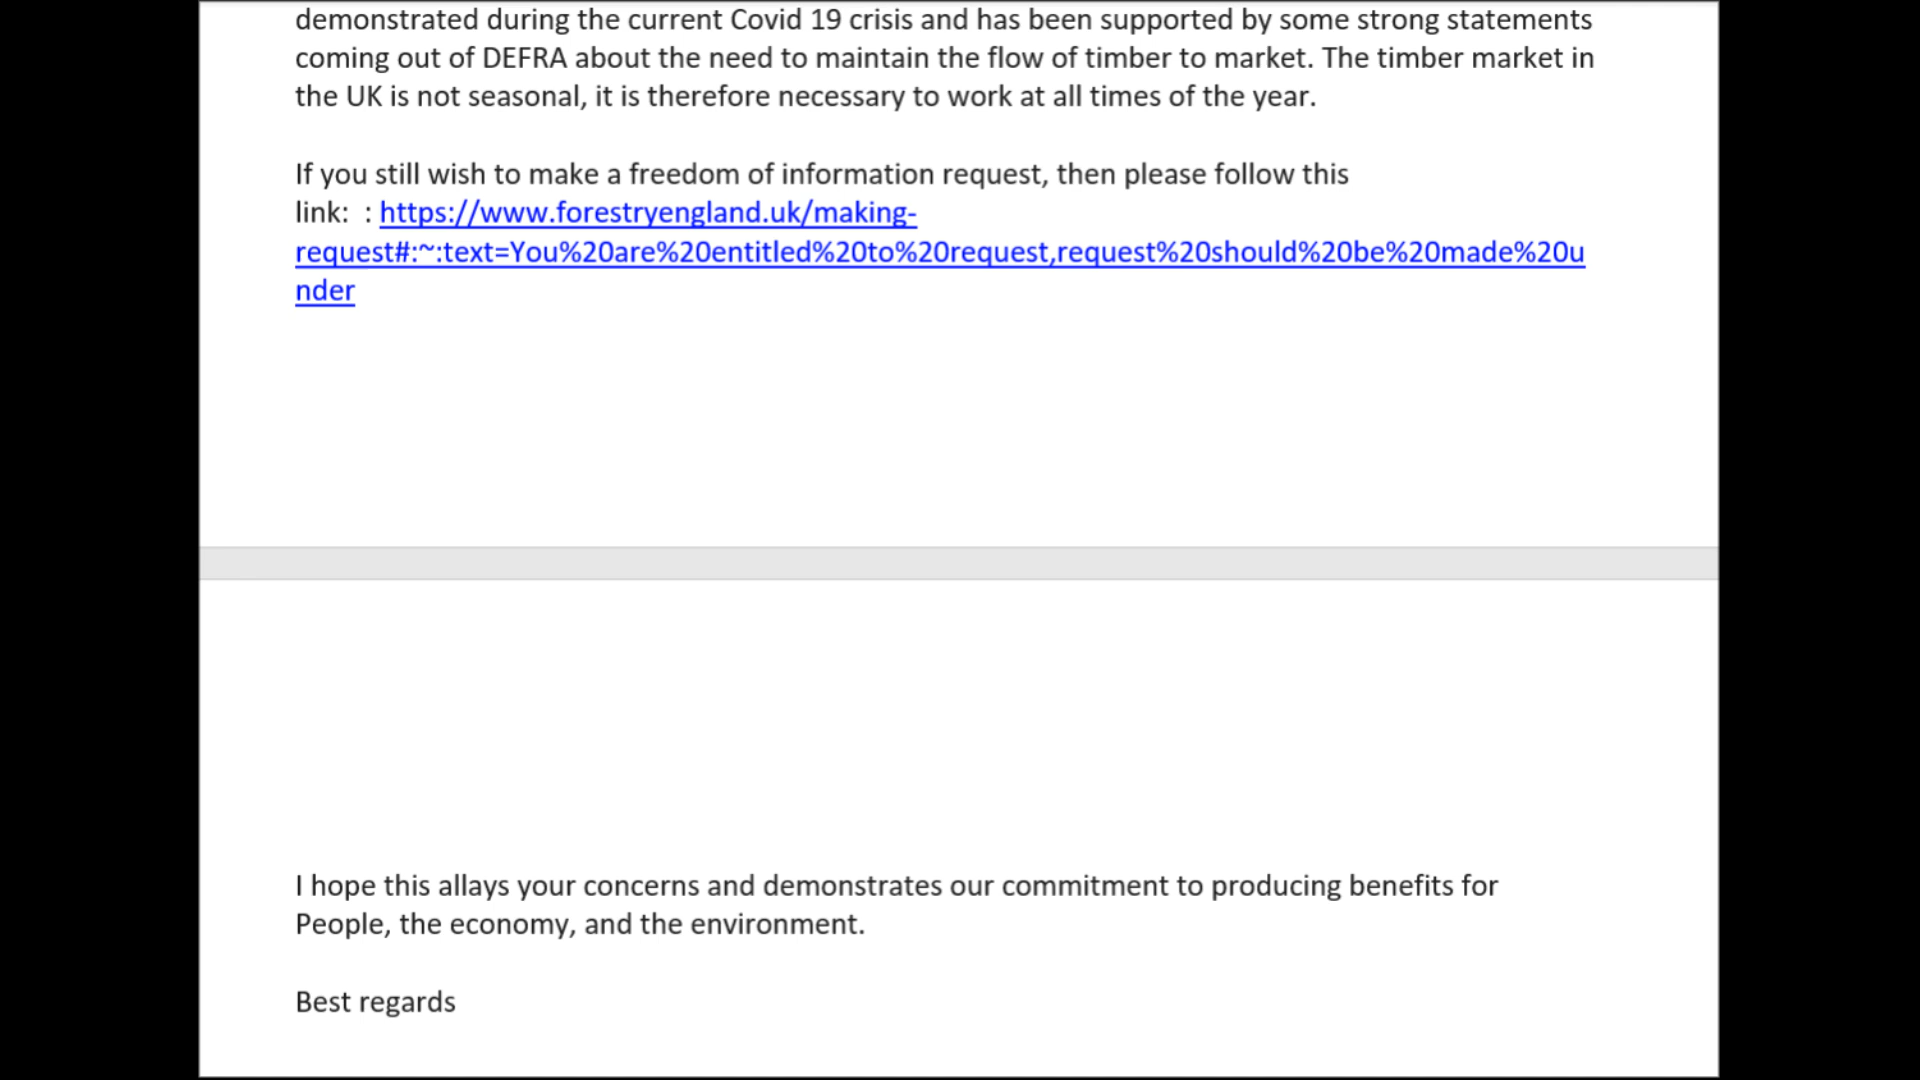 demonstrated during the current Covid 19 crisis and has been supported by some strong statements
coming out of DEFRA about the need to maintain the flow of timber to market. The timber market in
the UK is not seasonal, it is therefore necessary to work at all times of the year.
If you still wish to make a freedom of information request, then please follow this
link:  : https://www.forestryengland.uk/making-
request#:~:text=You%20are%20entitled%20to%20request,request%20should%20be%20made%20u
nder
I hope this allays your concerns and demonstrates our commitment to producing benefits for
People, the economy, and the environment.
Best regards